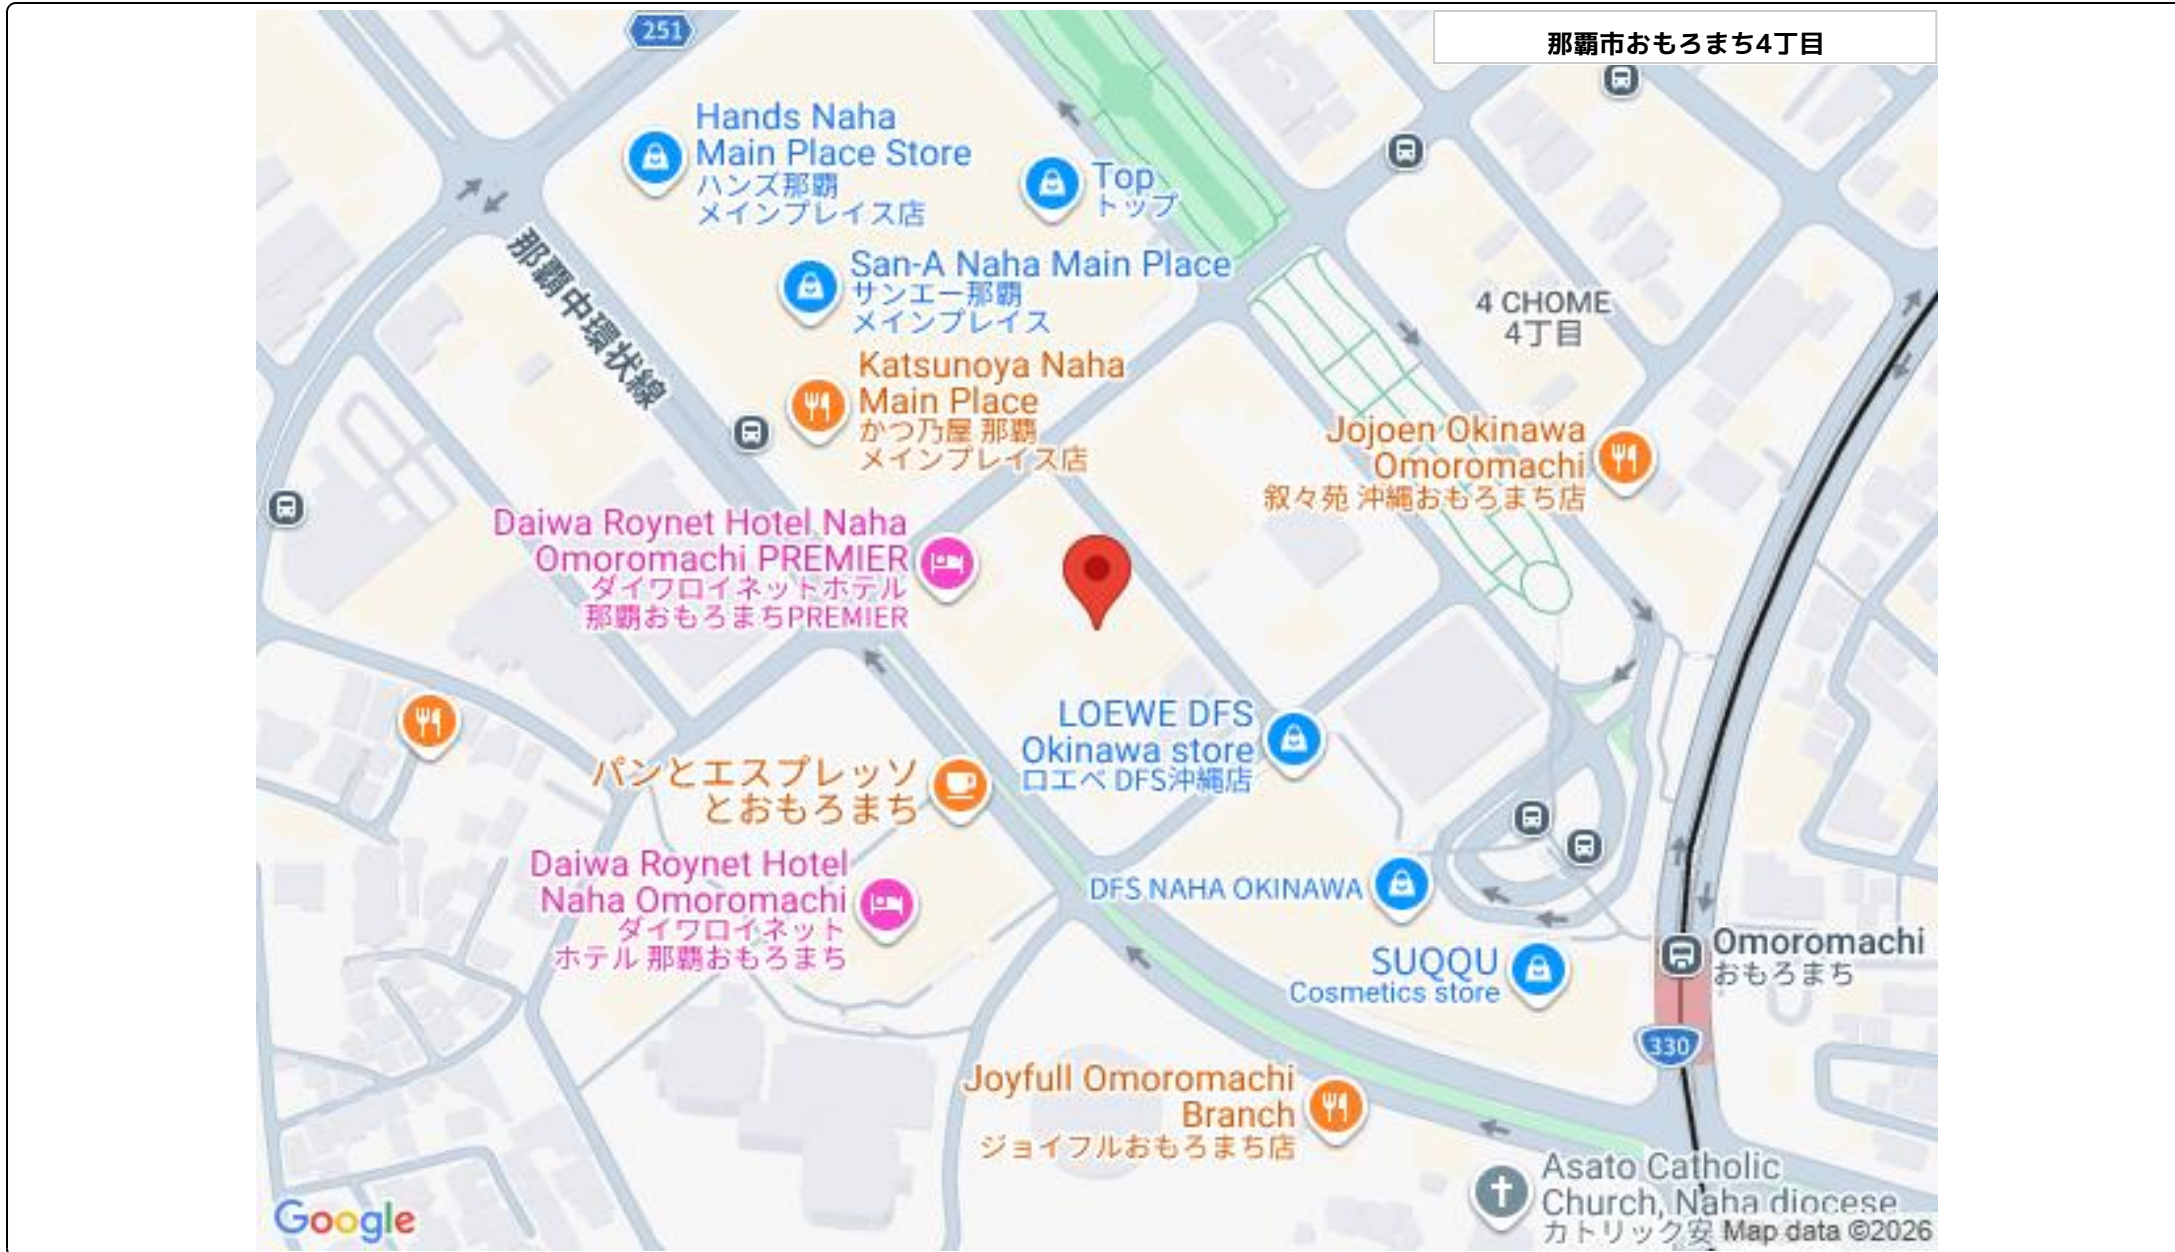 251
那覇市おもろまち4丁目
Hands Naha
Main Place Store
ハンズ那覇
メインプレイス店
Top
トップ
那覇中環状線
San-A Naha Main Place
サンエー那覇
メインプレイス
4 CHOME
4丁目
Katsunoya Naha
Main Place
かつ乃屋 那覇
メインプレイス店
Jojoen Okinawa
Omoromachi
叙々苑 沖縄おもろまち店
Daiwa Roynet Hotel Naha
Omoromachi PREMIER
ダイワロイネットホテル
那覇おもろまちPREMIER
LOEWE DFS
Okinawa store
ロエベ DFS沖縄店
パンとエスプレッソ
とおもろまち
Daiwa Roynet Hotel
Naha Omoromachi
ダイワロイネット
ホテル 那覇おもろまち
DFS NAHA OKINAWA
SUQQU
Cosmetics store
Omoromachi
おもろまち
330
Joyfull Omoromachi
Branch
ジョイフルおもろまち店
Asato Catholic
Church, Naha diocese
カトリック安
Google
Map data ©2026